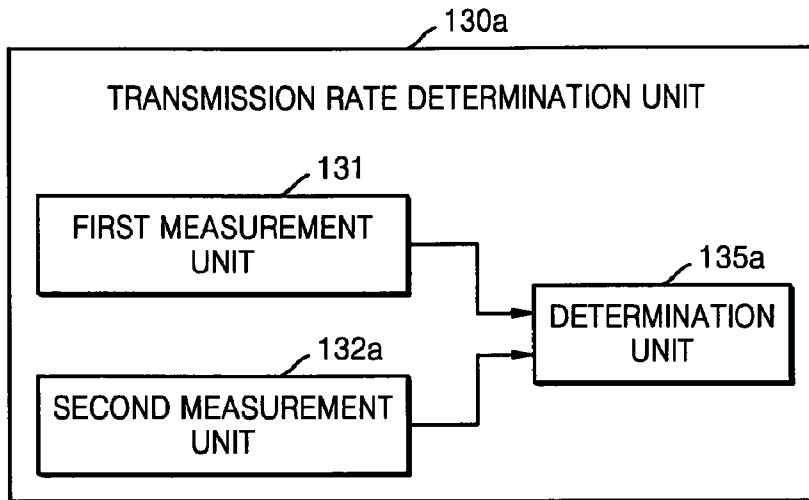 130a
TRANSMISSION RATE DETERMINATION UNIT
131
FIRST MEASUREMENT
UNIT
135a
DETERMINATION
UNIT
132a
SECOND MEASUREMENT
UNIT